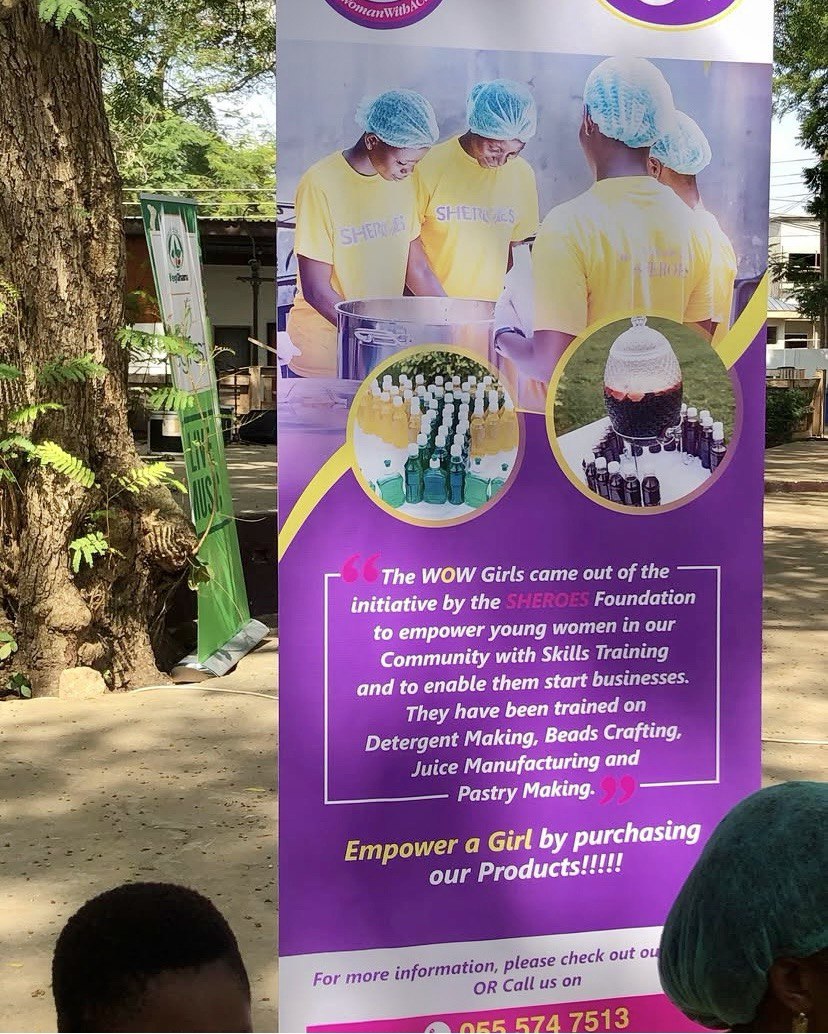 WomanWithAC
SHEROES
SHEROES
SHEROES
“The WOW Girls came out of the
initiative by the SHEROES Foundation
to empower young women in our
Community with Skills Training
and to enable them start businesses.
They have been trained on
Detergent Making, Beads Crafting,
Juice Manufacturing and
Pastry Making.”
Empower a Girl by purchasing
our Products!!!!!
For more information, please check out ou
OR Call us on
055 574 7513